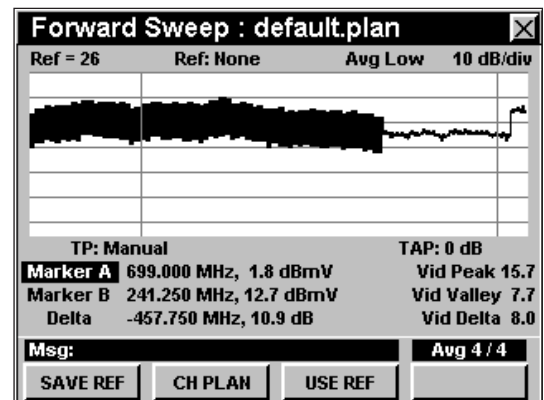 Forward Sweep : default.plan
Ref = 26 Ref: None Avg Low 10 dB/div
TP: Manual TAP: 0 dB
Marker A 699.000 MHz, 1.8 dBmV Vid Peak 15.7
Marker B 241.250 MHz, 12.7 dBmV Vid Valley 7.7
Delta -457.750 MHz, 10.9 dB Vid Delta 8.0
Msg: Avg 4 / 4
SAVE REF CH PLAN USE REF